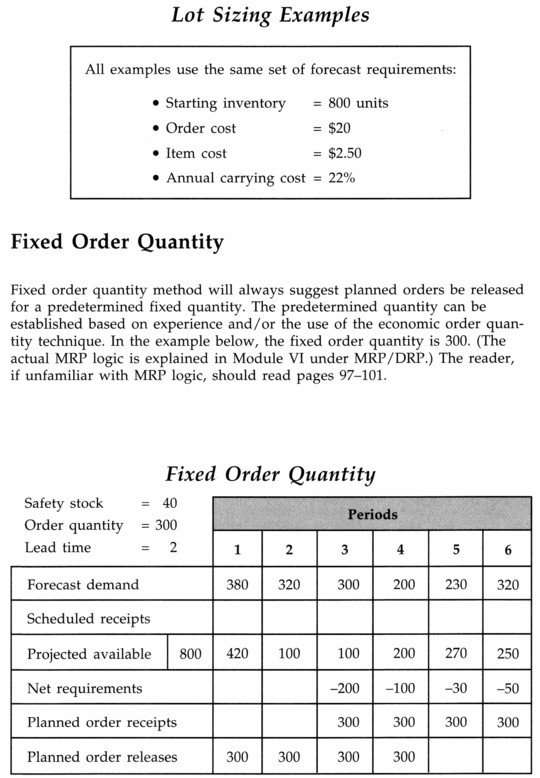 Lot Sizing Examples
All examples use the same set of forecast requirements:
• Starting inventory = 800 units
• Order cost = $20
• Item cost = $2.50
• Annual carrying cost = 22%
Fixed Order Quantity
Fixed order quantity method will always suggest planned orders be released
for a predetermined fixed quantity. The predetermined quantity can be
established based on experience and/or the use of the economic order quan-
tity technique. In the example below, the fixed order quantity is 300. (The
actual MRP logic is explained in Module VI under MRP/DRP.) The reader,
if unfamiliar with MRP logic, should read pages 97–101.
Fixed Order Quantity
Safety stock = 40
Order quantity = 300
Lead time = 2
Periods
1 2 3 4 5 6
Forecast demand 380 320 300 200 230 320
Scheduled receipts
Projected available 800 420 100 100 200 270 250
Net requirements –200 –100 –30 –50
Planned order receipts 300 300 300 300
Planned order releases 300 300 300 300